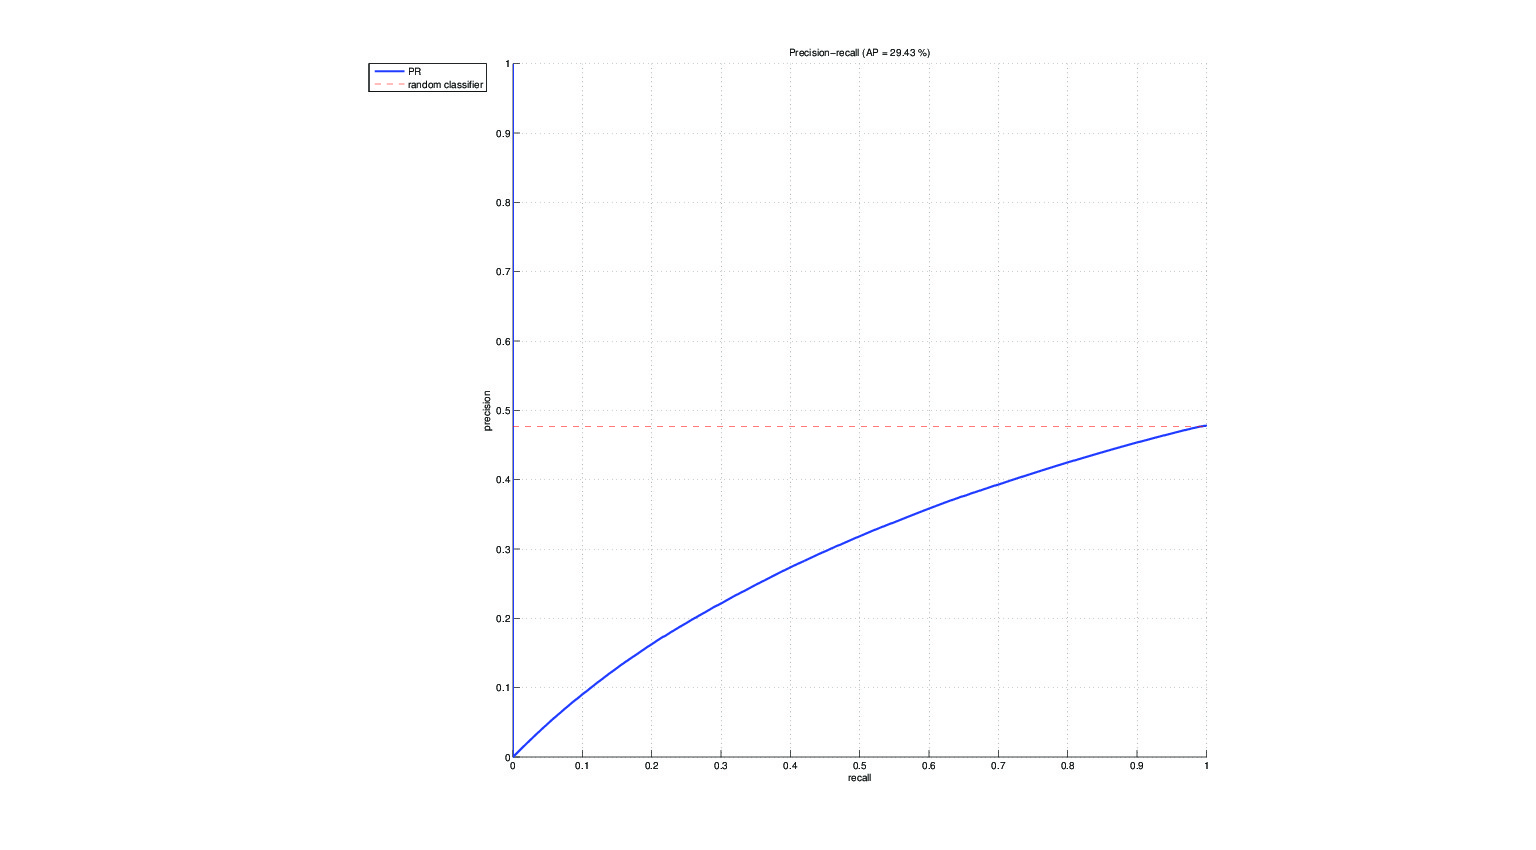 Precision−recall (AP = 29.43 %)
PR
random classifier
1
0.9
0.8
0.7
0.6
0.5
0.4
0.3
0.2
0.1
0
precision
0 0.1 0.2 0.3 0.4 0.5 0.6 0.7 0.8 0.9 1
recall